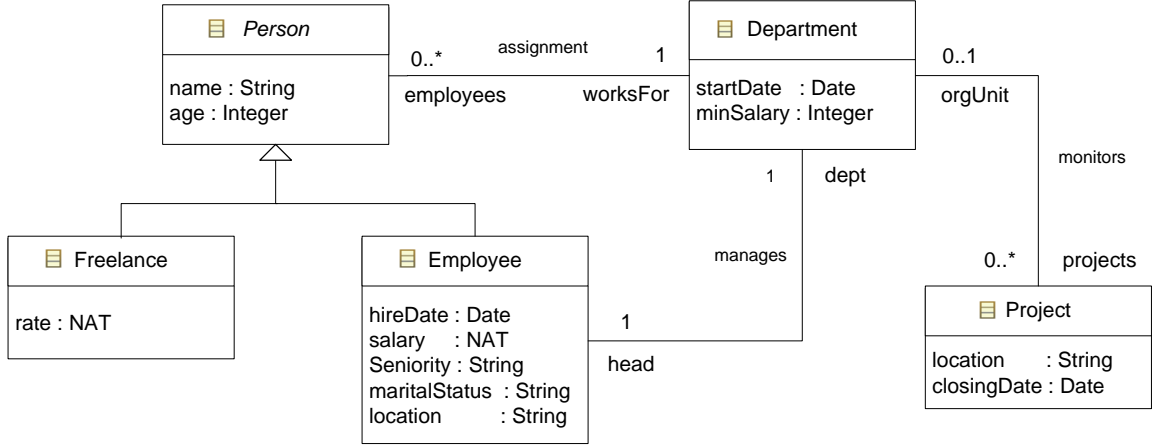 Person
name : String
age : Integer
0..*
employees
assignment
1
worksFor
Department
startDate : Date
minSalary : Integer
0..1
orgUnit
monitors
0..*
projects
1
dept
manages
1
head
Freelance
rate : NAT
Employee
hireDate : Date
salary : NAT
Seniority : String
maritalStatus : String
location : String
Project
location : String
closingDate : Date